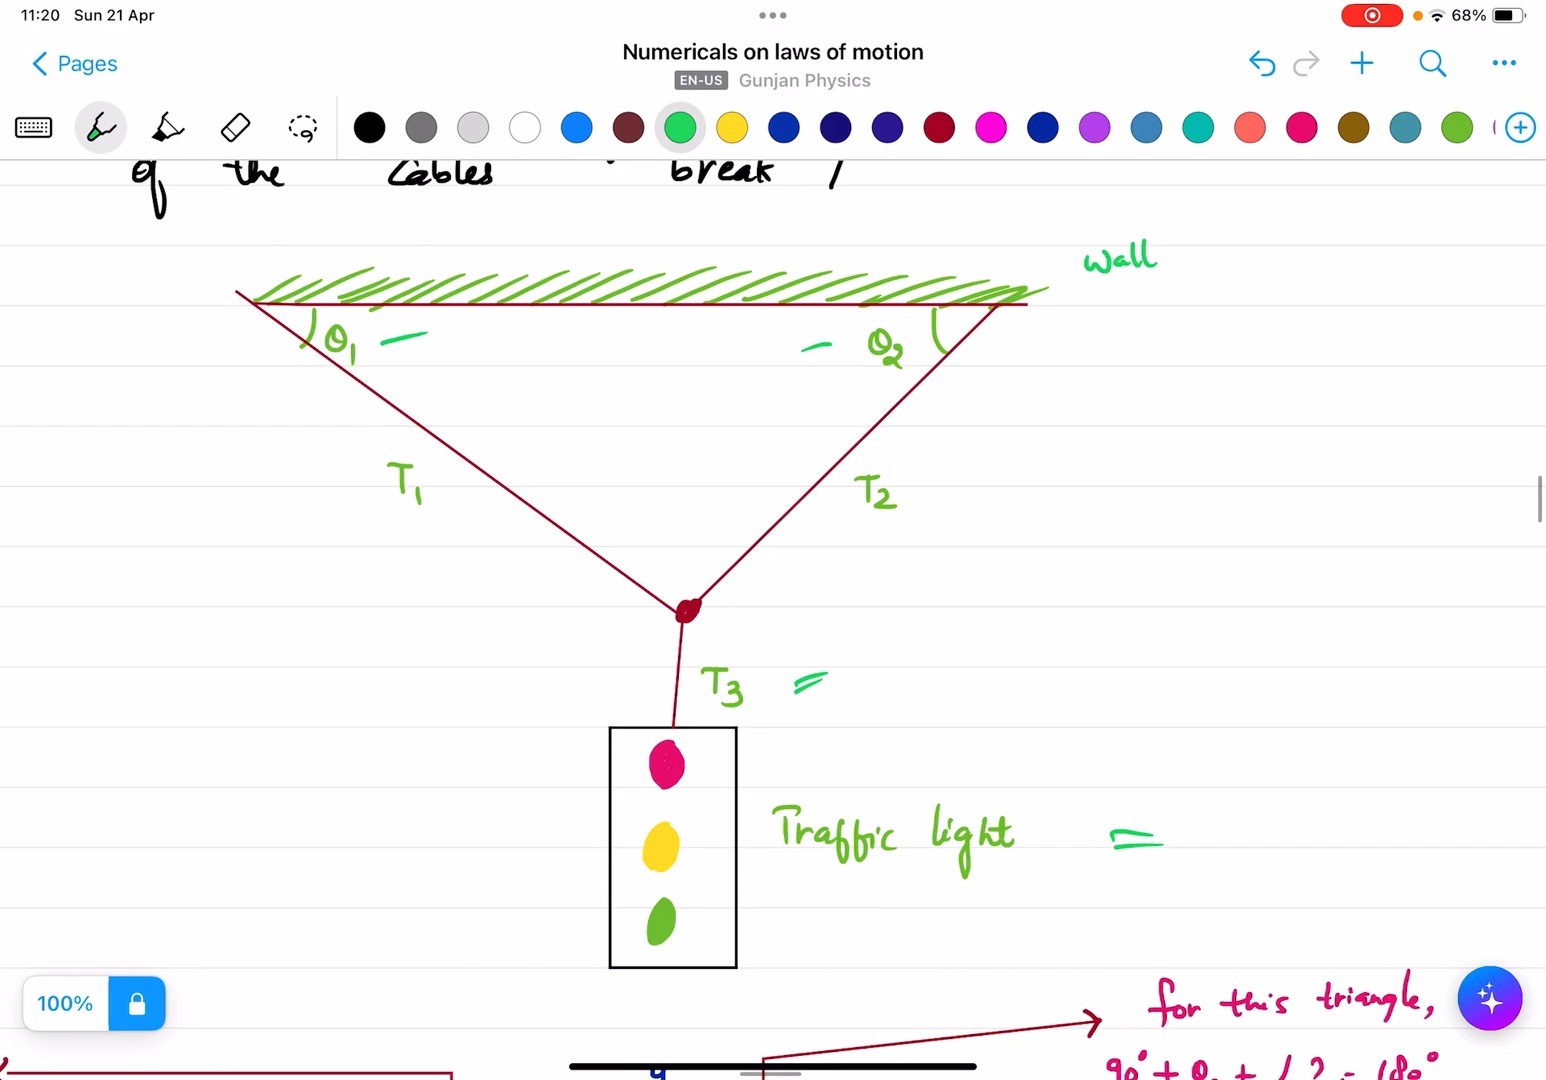 11:20 Sun 21 Apr
68%
Pages
Numericals on laws of motion
EN-US Gunjan Physics
of the cables break
wall
θ1
θ2
T1
T2
T3
Traffic light
100%
for this triangle,